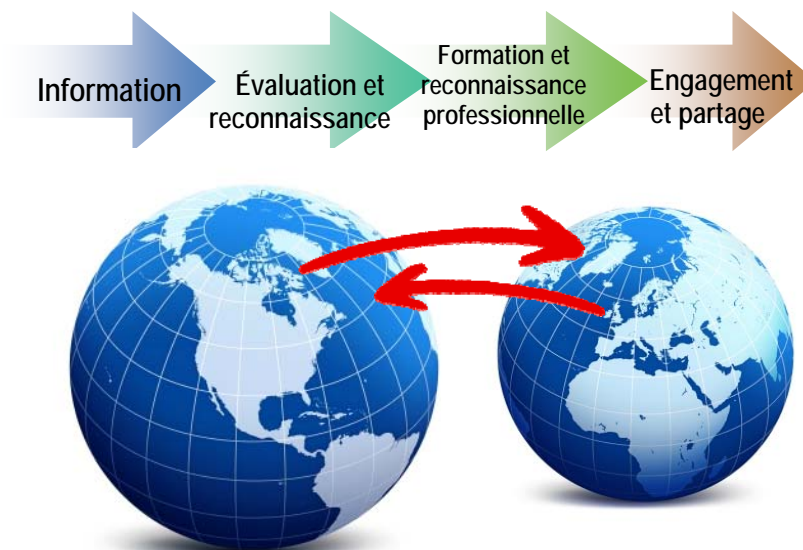 Information
Évaluation et
reconnaissance
Formation et
reconnaissance
professionnelle
Engagement
et partage